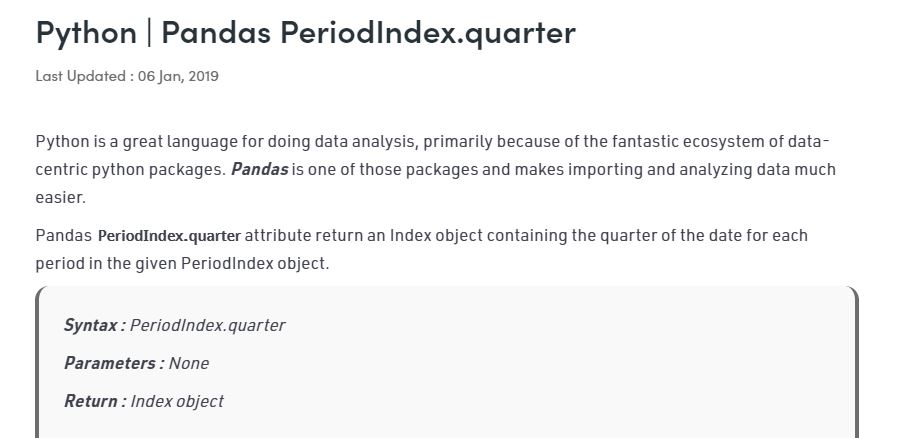 Python | Pandas PeriodIndex.quarter
Last Updated : 06 Jan, 2019
Python is a great language for doing data analysis, primarily because of the fantastic ecosystem of data-
centric python packages. Pandas is one of those packages and makes importing and analyzing data much
easier.
Pandas PeriodIndex.quarter attribute return an Index object containing the quarter of the date for each
period in the given PeriodIndex object.
Syntax : PeriodIndex.quarter
Parameters : None
Return : Index object